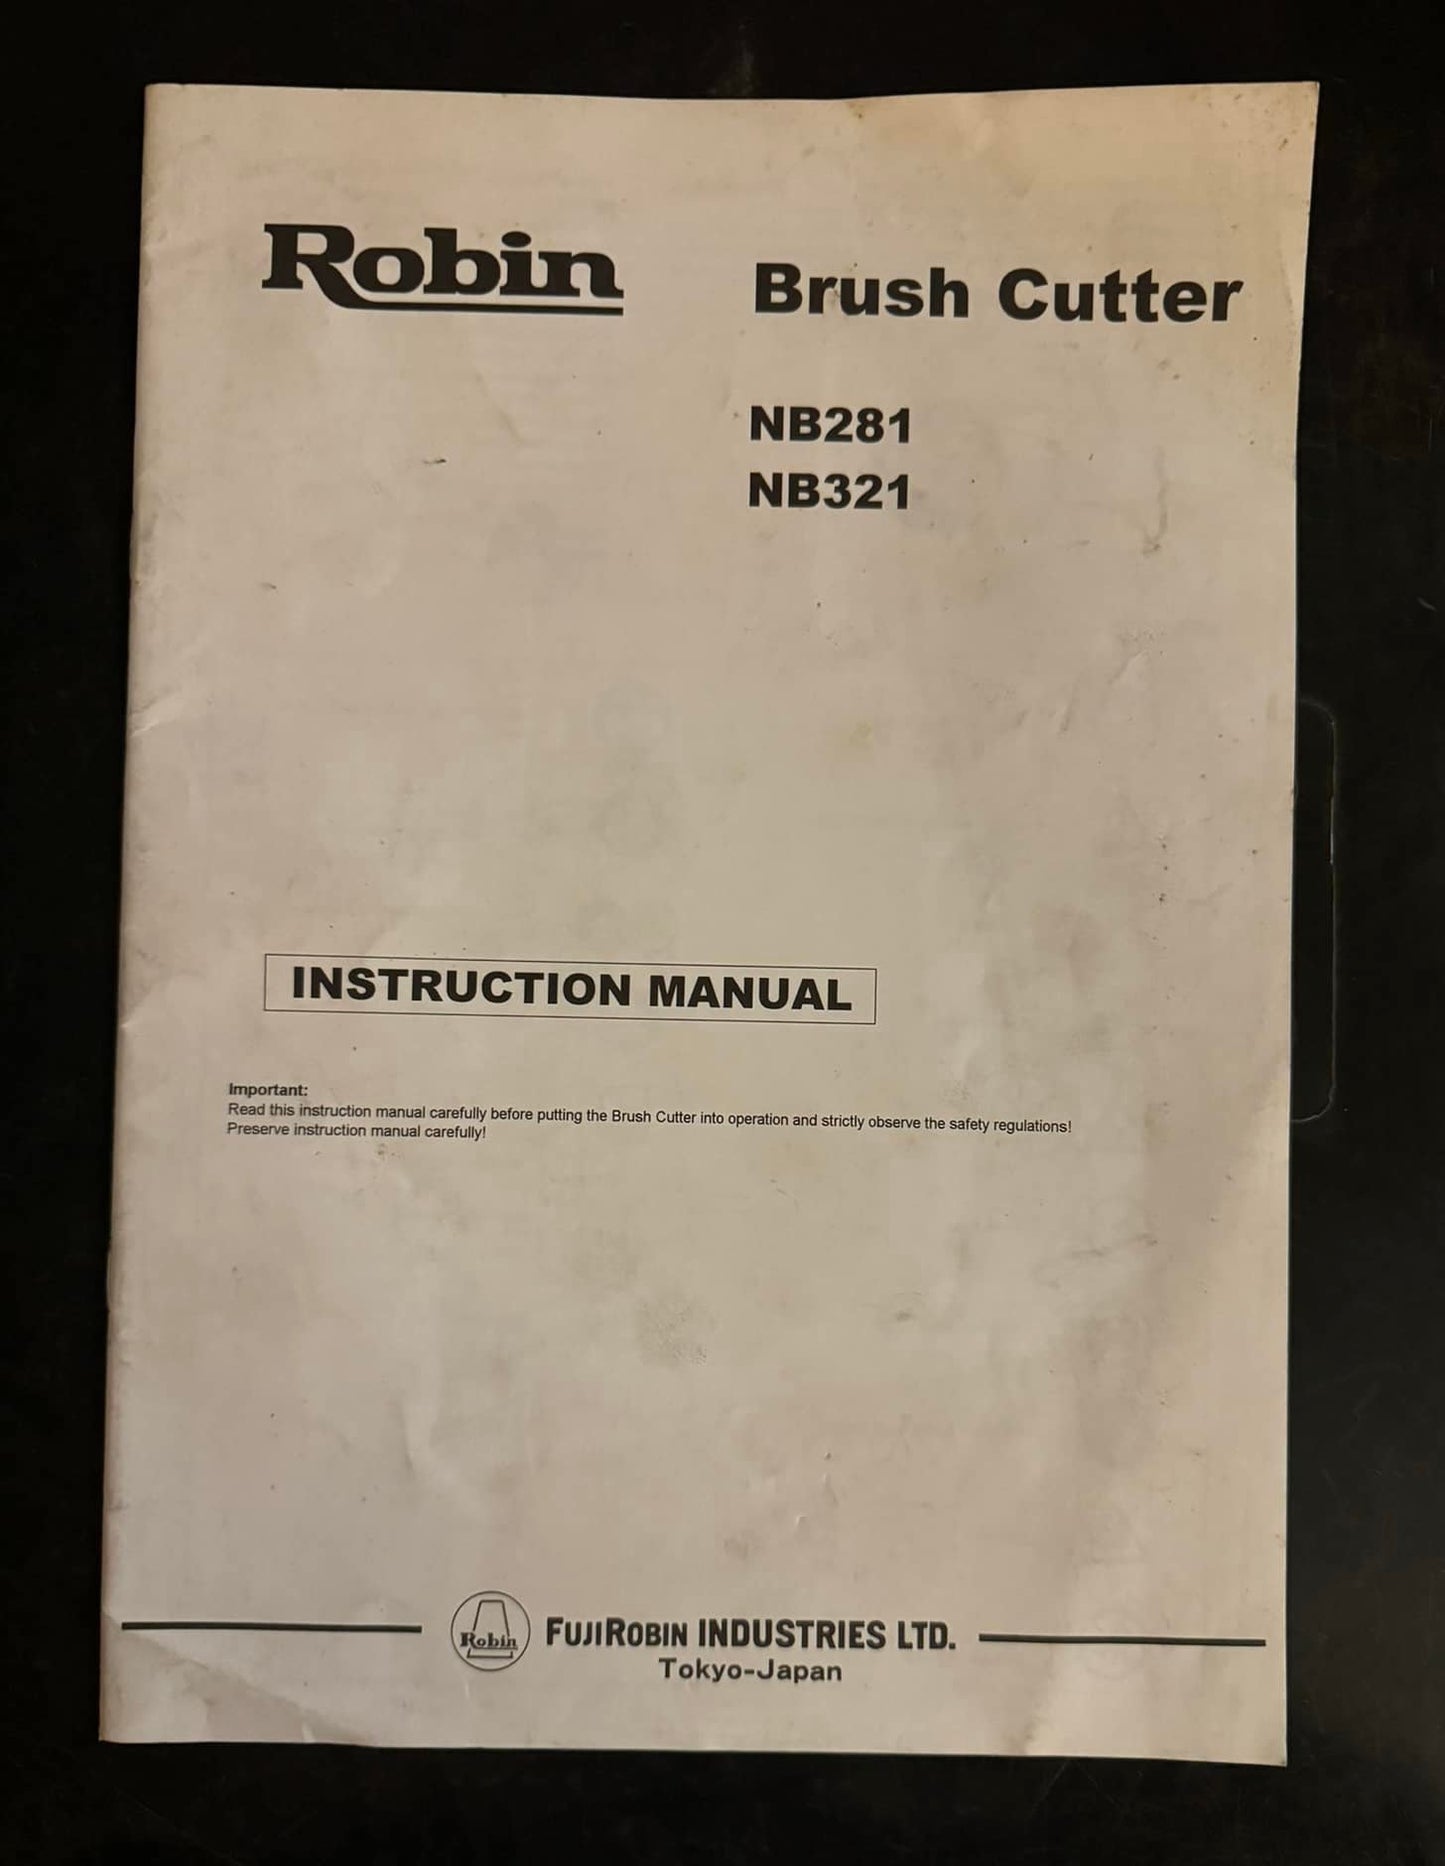 Robin
Brush Cutter
NB281
NB321
INSTRUCTION MANUAL
Important:
Read this instruction manual carefully before putting the Brush Cutter into operation and strictly observe the safety regulations!
Preserve instruction manual carefully!
Robin
FUJIROBIN INDUSTRIES LTD.
Tokyo-Japan